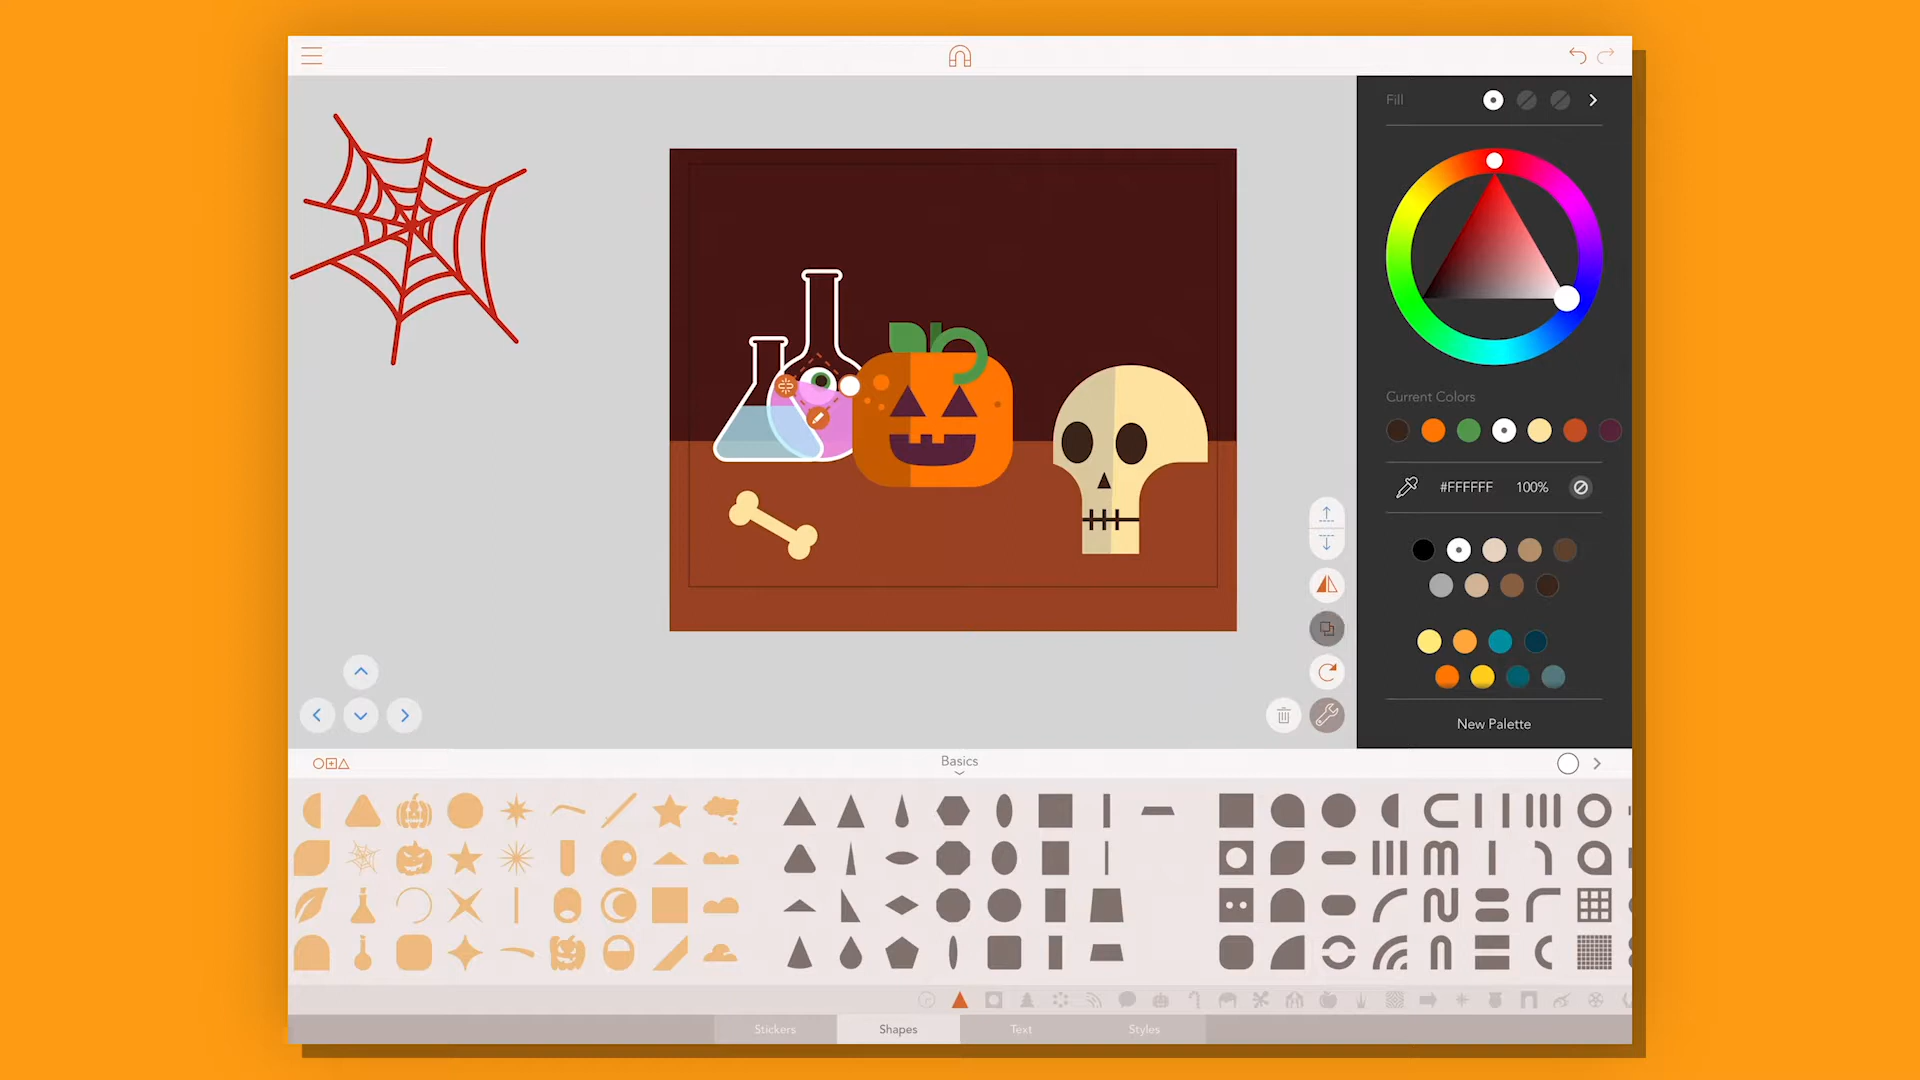 Fill
Current Colors
#FFFFFF 100%
New Palette
Basics
Stickers
Shapes
Text
Styles